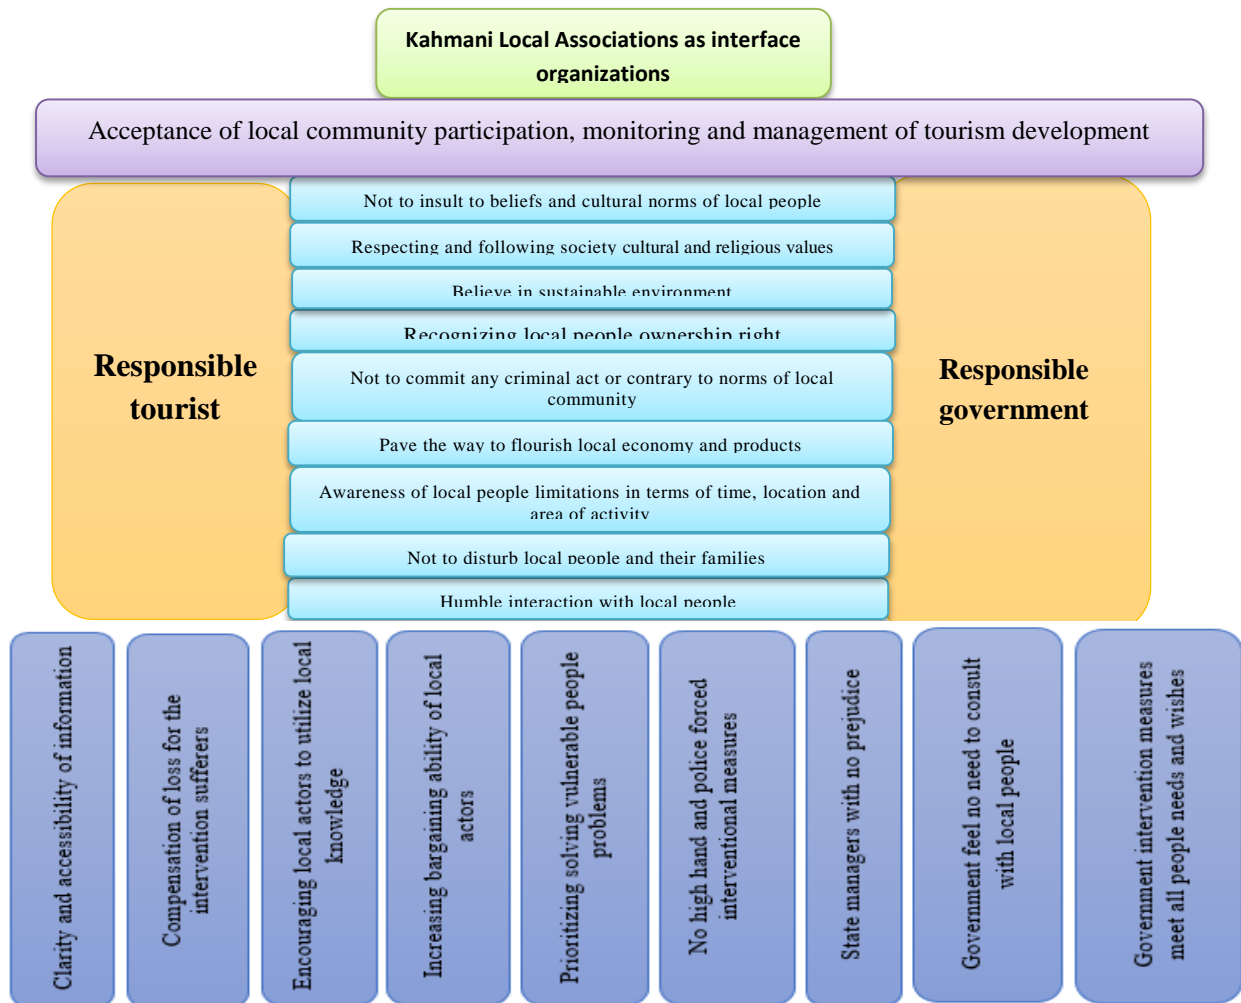 Kahmani Local Associations as interface
organizations
Acceptance of local community participation, monitoring and management of tourism development
Not to insult to beliefs and cultural norms of local people
Respecting and following society cultural and religious values
Believe in sustainable environment
Recognizing local people ownership right
Not to commit any criminal act or contrary to norms of local
community
Pave the way to flourish local economy and products
Awareness of local people limitations in terms of time, location and
area of activity
Not to disturb local people and their families
Humble interaction with local people
Responsible
tourist
Responsible
government
Clarity and accessibility of information
Compensation of loss for the
intervention sufferers
Encouraging local actors to utilize local
knowledge
Increasing bargaining ability of local
actors
Prioritizing solving vulnerable people
problems
No high hand and police forced
interventional measures
State managers with no prejudice
Government feel no need to consult
with local people
Government intervention measures
meet all people needs and wishes